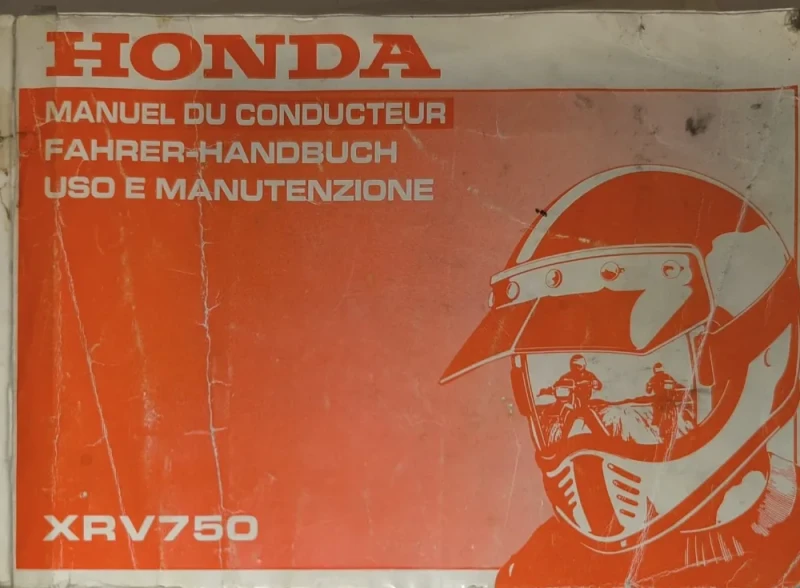 HONDA
MANUEL DU CONDUCTEUR
FAHRER-HANDBUCH
USO E MANUTENZIONE
XRV750